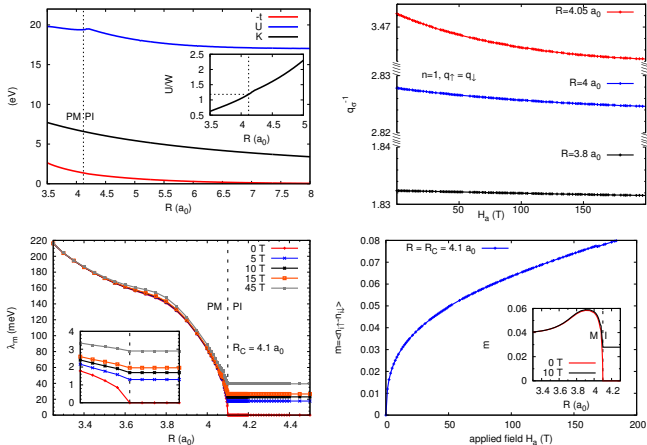 25
20
15
10
5
0
(eV)
-t
U
K
PM PI
U/W
2
1.6
1.2
0.8
0.4
3.5 4 4.5 5
R (a0)
3.5 4 4.5 5 5.5 6 6.5 7 7.5 8
R (a0)
3.47
2.83
2.82
1.84
1.83
qσ⁻¹
R=4.05 a0
n=1, q↑ = q↓
R=4 a0
R=3.8 a0
50 100 150
Ha (T)
220
200
180
160
140
120
100
80
60
40
20
0
λm (meV)
0 T
5 T
10 T
15 T
45 T
PM PI
RC = 4.1 a0
4
3
2
1
0
3.4 3.6 3.8 4 4.2 4.4
R (a0)
0.08
0.07
0.06
0.05
0.04
0.03
0.02
0.01
0
R = RC = 4.1 a0
m
0.06
0.04
0.02
0
M I
0 T
10 T
3.4 3.6 3.8 4 4.2
R (a0)
0 50 100 150 200
applied field Ha (T)